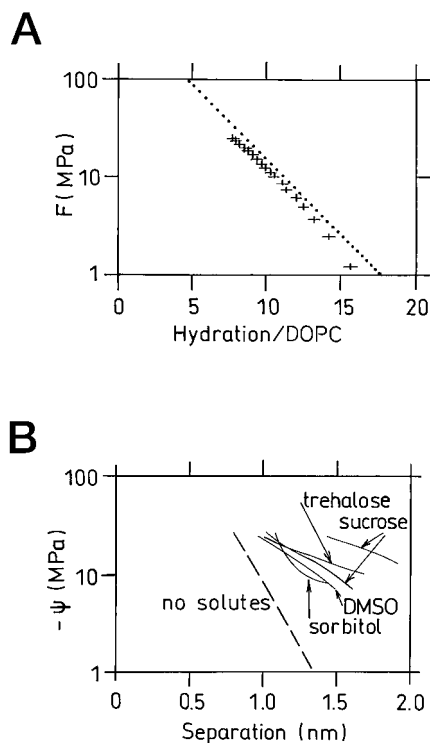 A
100
10
1
F(MPa)
0 5 10 15 20
Hydration/DOPC
B
100
10
1
-ψ (MPa)
trehalose
sucrose
no solutes
DMSO
sorbitol
0 0.5 1.0 1.5 2.0
Separation (nm)